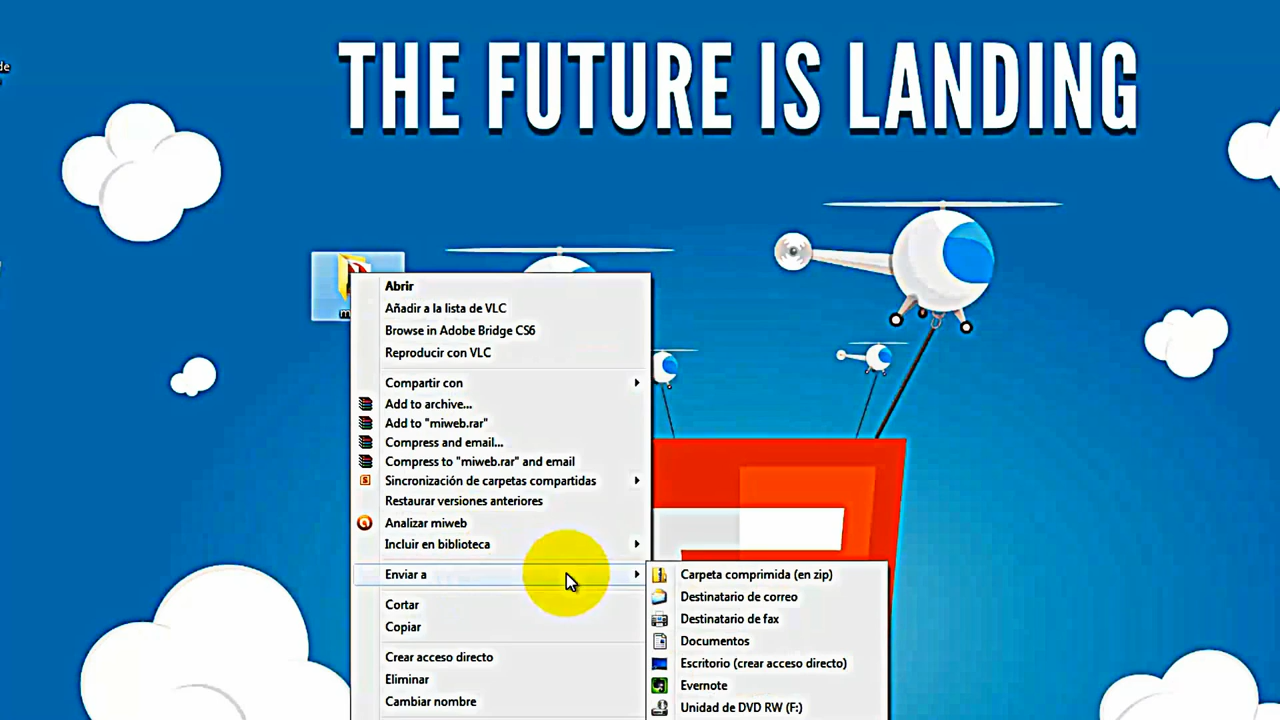 de
THE FUTURE IS LANDING
Abrir
Añadir a la lista de VLC
Browse in Adobe Bridge CS6
Reproducir con VLC
Compartir con
Add to archive...
Add to "miweb.rar"
Compress and email...
Compress to "miweb.rar" and email
Sincronización de carpetas compartidas
Restaurar versiones anteriores
Analizar miweb
Incluir en biblioteca
Enviar a
Cortar
Copiar
Crear acceso directo
Eliminar
Cambiar nombre
Carpeta comprimida (en zip)
Destinatario de correo
Destinatario de fax
Documentos
Escritorio (crear acceso directo)
Evernote
Unidad de DVD RW (F:)